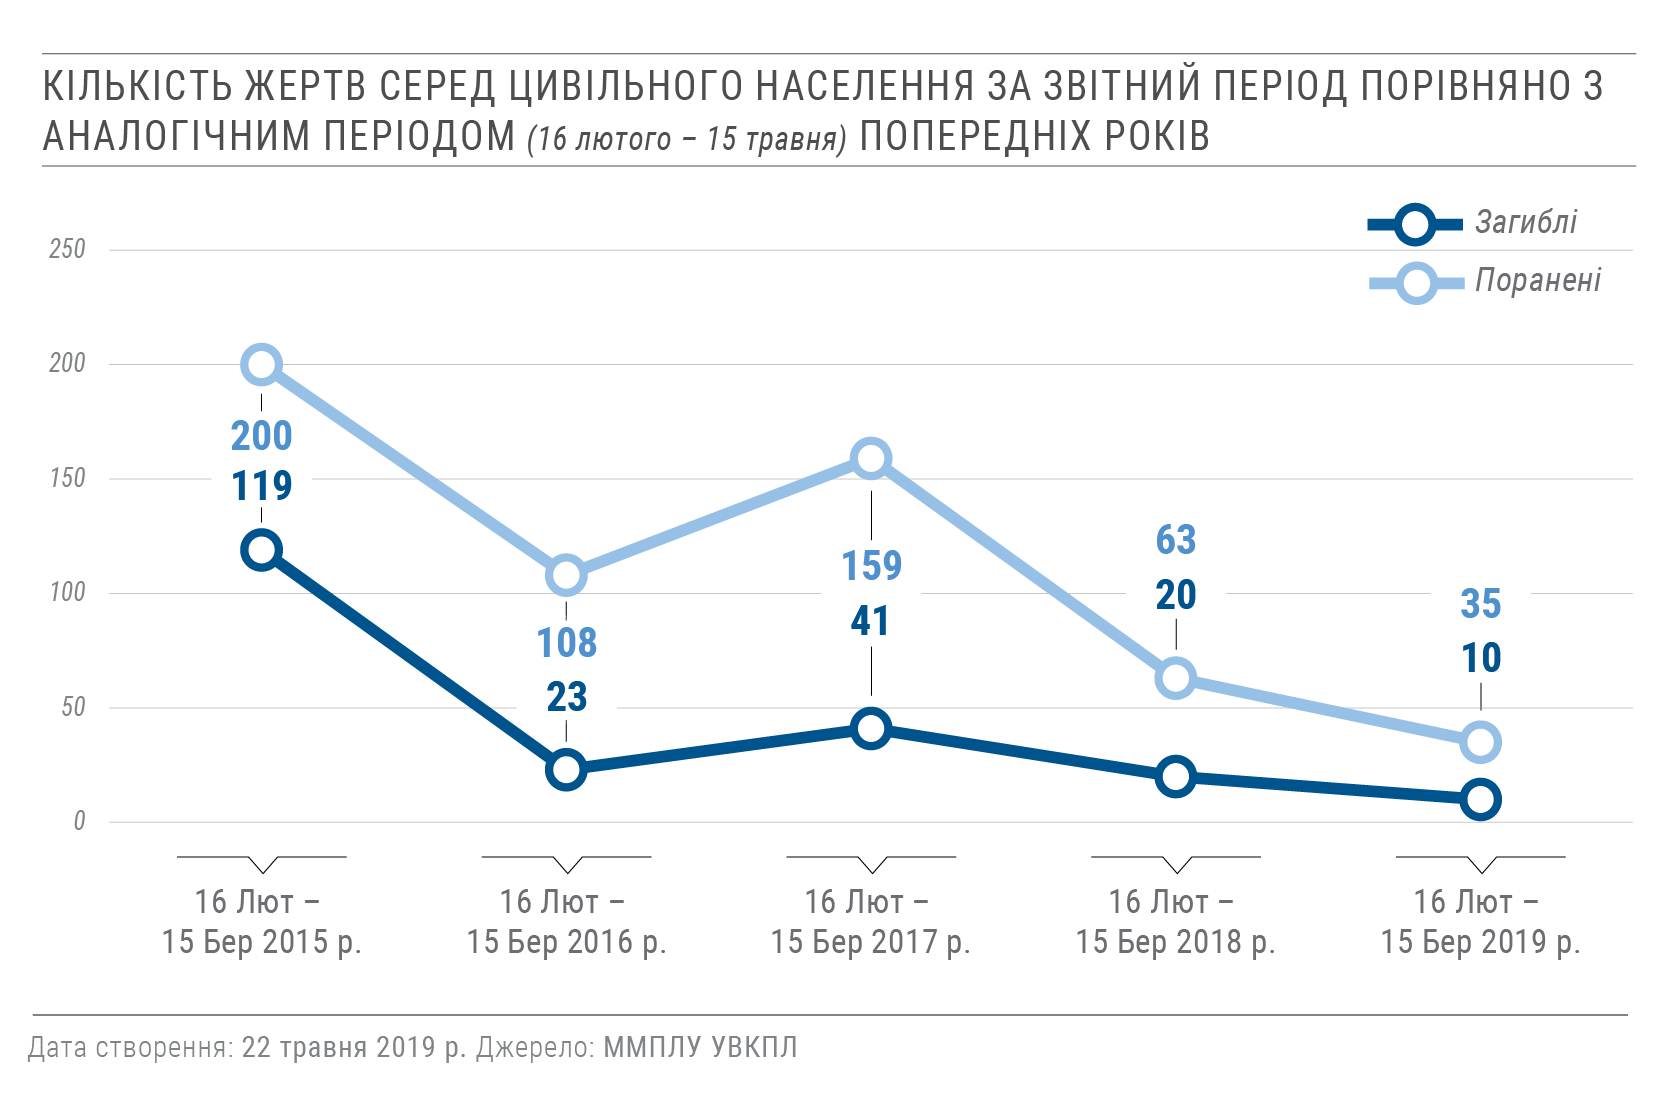 КІЛЬКІСТЬ ЖЕРТВ СЕРЕД ЦИВІЛЬНОГО НАСЕЛЕННЯ ЗА ЗВІТНИЙ ПЕРІОД ПОРІВНЯНО З
АНАЛОГІЧНИМ ПЕРІОДОМ (16 лютого – 15 травня) ПОПЕРЕДНІХ РОКІВ
Загиблі
Поранені
250
200
150
100
50
0
200
119
108
23
159
41
63
20
35
10
16 Лют –
15 Бер 2015 р.
16 Лют –
15 Бер 2016 р.
16 Лют –
15 Бер 2017 р.
16 Лют –
15 Бер 2018 р.
16 Лют –
15 Бер 2019 р.
Дата створення: 22 травня 2019 р. Джерело: ММПЛУ УВКПЛ